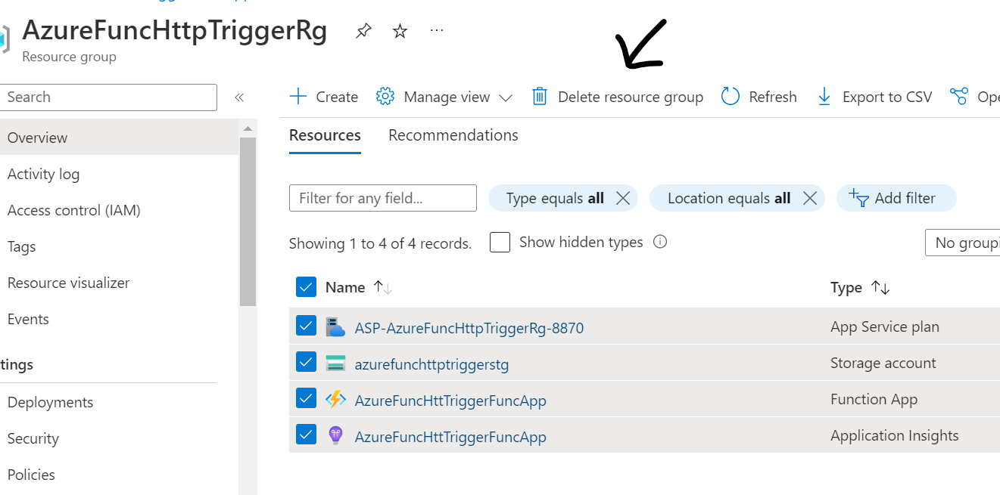 AzureFuncHttpTriggerRg
Resource group
Search
Create Manage view Delete resource group Refresh Export to CSV
Overview
Activity log
Access control (IAM)
Tags
Resource visualizer
Events
Deployments
Security
Policies
Resources Recommendations
Filter for any field... Type equals all Location equals all Add filter
Showing 1 to 4 of 4 records. Show hidden types No
Name Type
ASP-AzureFuncHttpTriggerRg-8870 App Service plan
azurefunchttptriggerstg Storage account
AzureFuncHttTriggerFuncApp Function App
AzureFuncHttTriggerFuncApp Application Insights